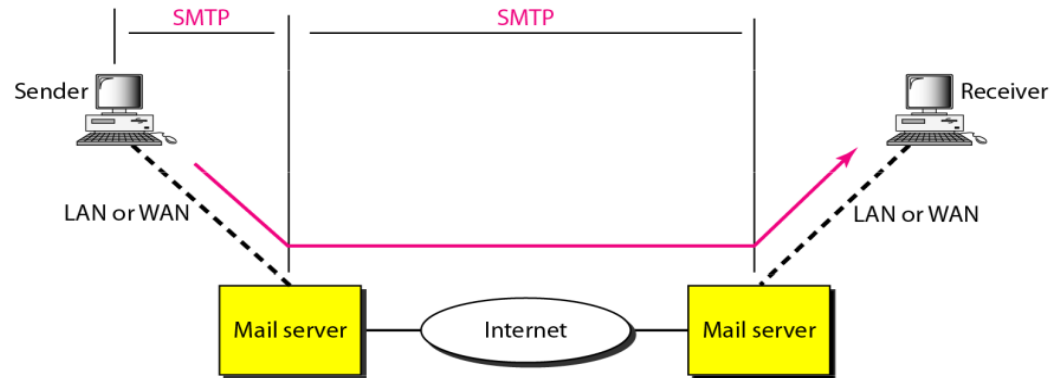 SMTP
SMTP
Sender
Receiver
LAN or WAN
LAN or WAN
Mail server
Internet
Mail server